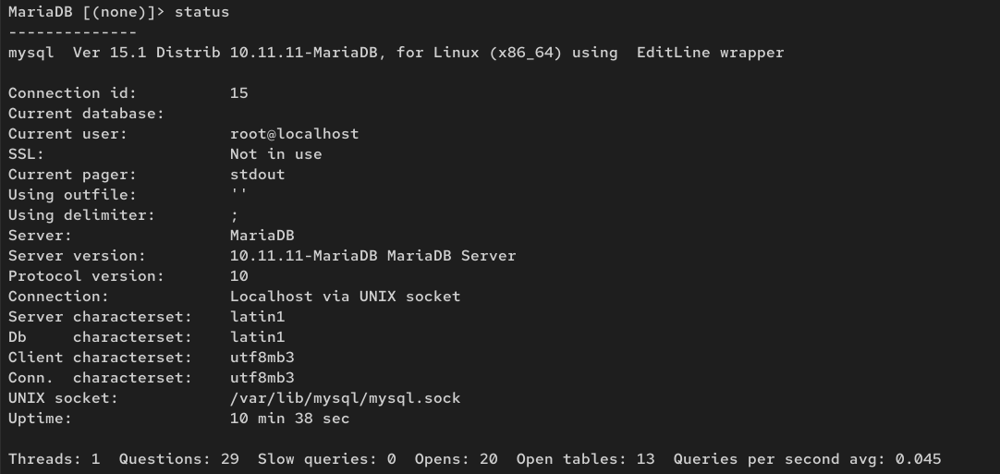 MariaDB [(none)]> status
--------------
mysql  Ver 15.1 Distrib 10.11.11-MariaDB, for Linux (x86_64) using  EditLine wrapper

Connection id:          15
Current database:
Current user:           root@localhost
SSL:                    Not in use
Current pager:          stdout
Using outfile:          ''
Using delimiter:        ;
Server:                 MariaDB
Server version:         10.11.11-MariaDB MariaDB Server
Protocol version:       10
Connection:             Localhost via UNIX socket
Server characterset:    latin1
Db     characterset:    latin1
Client characterset:    utf8mb3
Conn.  characterset:    utf8mb3
UNIX socket:            /var/lib/mysql/mysql.sock
Uptime:                 10 min 38 sec

Threads: 1  Questions: 29  Slow queries: 0  Opens: 20  Open tables: 13  Queries per second avg: 0.045